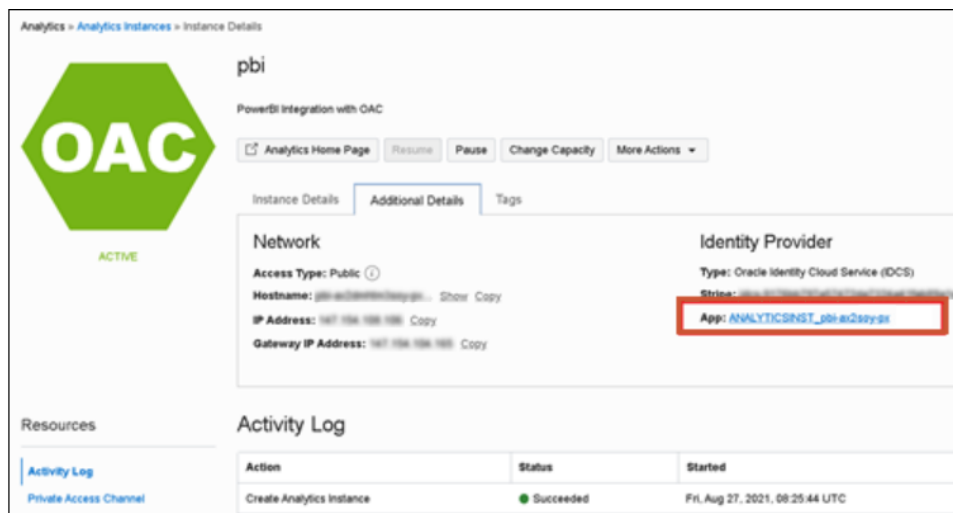 Analytics » Analytics Instances » Instance Details
OAC
ACTIVE
pbi
PowerBI Integration with OAC
Analytics Home Page Resume Pause Change Capacity More Actions
Instance Details Additional Details Tags
Network
Access Type: Public
Hostname: Show Copy
IP Address: Copy
Gateway IP Address: Copy
Identity Provider
Type: Oracle Identity Cloud Service (IDCS)
Stripe:
App: ANALYTICSINST_pbi-ax2soy-px
Resources
Activity Log
Private Access Channel
Activity Log
Action Status Started
Create Analytics Instance Succeeded Fri, Aug 27, 2021, 08:25:44 UTC